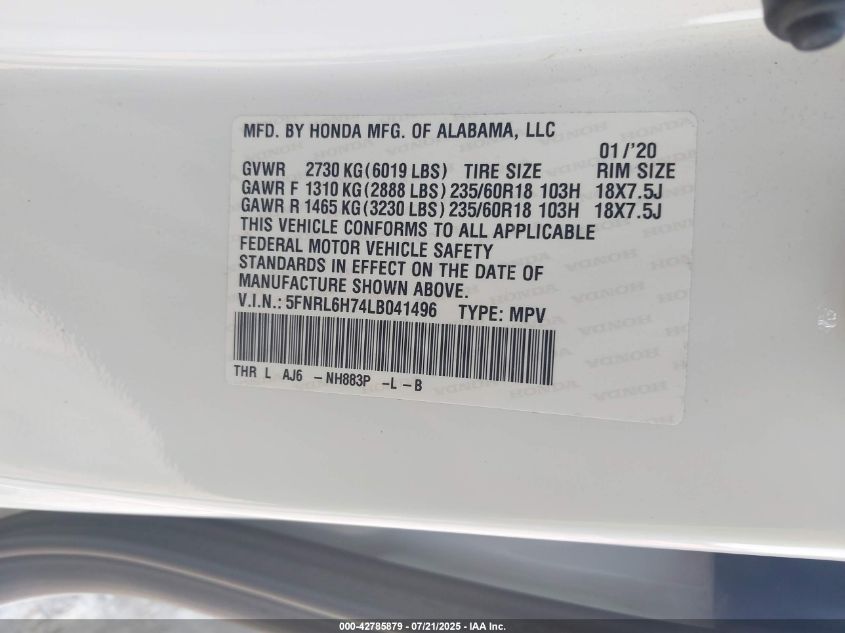 MFD. BY HONDA MFG. OF ALABAMA, LLC
01/'20
GVWR 2730 KG(6019 LBS) TIRE SIZE RIM SIZE
GAWR F 1310 KG(2888 LBS) 235/60R18 103H 18X7.5J
GAWR R 1465 KG(3230 LBS) 235/60R18 103H 18X7.5J
THIS VEHICLE CONFORMS TO ALL APPLICABLE
FEDERAL MOTOR VEHICLE SAFETY
STANDARDS IN EFFECT ON THE DATE OF
MANUFACTURE SHOWN ABOVE.
V.I.N.: 5FNRL6H74LB041496 TYPE: MPV
THR L AJ6 -NH883P -L-B
000-42785879 - 07/21/2025 - IAA Inc.